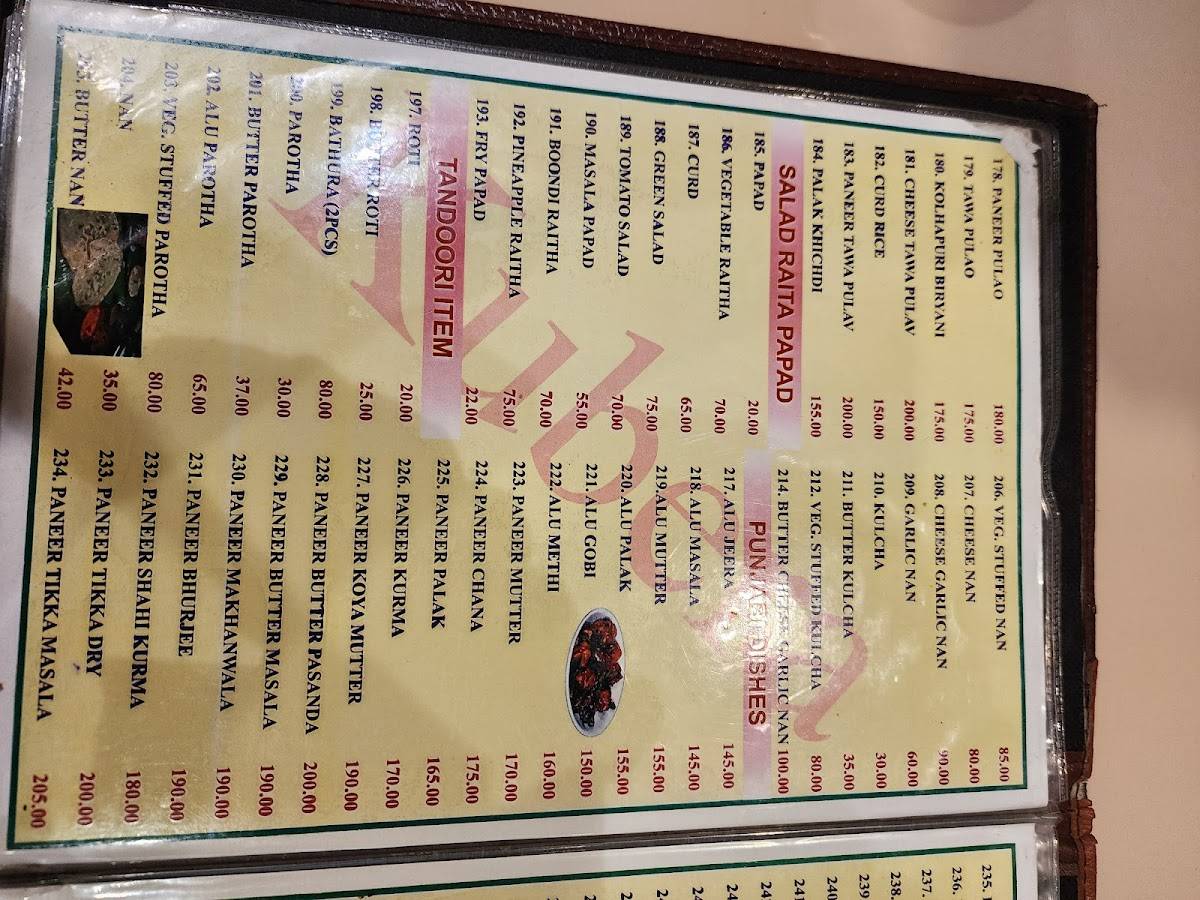 178. PANEER PULAO 180.00
179. TAWA PULAO 175.00
180. KOLHAPURI BIRYANI 175.00
181. CHEESE TAWA PULAV 200.00
182. CURD RICE 150.00
183. PANEER TAWA PULAV 200.00
184. PALAK KHICHDI 155.00
SALAD RAITA PAPAD
185. PAPAD 20.00
186. VEGETABLE RAITHA 70.00
187. CURD 65.00
188. GREEN SALAD 75.00
189 TOMATO SALAD 70.00
190. MASALA PAPAD 55.00
191. BOONDI RAITHA 70.00
192. PINEAPPLE RAITHA 75.00
193. FRY PAPAD 22.00
TANDOORI ITEM
197. ROTI 20.00
198. BUTTER ROTI 25.00
199. BATHURA (2PCS) 80.00
200. PAROTHA 30.00
201. BUTTER PAROTHA 37.00
202. ALU PAROTHA 65.00
203. VEG. STUFFED PAROTHA 80.00
204. NAN 35.00
205. BUTTER NAN 42.00
206. VEG. STUFFED NAN 85.00
207. CHEESE NAN 80.00
208. CHEESE GARLIC NAN 90.00
209. GARLIC NAN 60.00
210. KULCHA 30.00
211. BUTTER KULCHA 35.00
212. VEG. STUFFED KULCHA 80.00
214. BUTTER CHEESE GARLIC NAN 100.00
PUNJABI DISHES
217. ALU JEERA 145.00
218. ALU MASALA 145.00
219. ALU MUTTER 155.00
220. ALU PALAK 155.00
221. ALU GOBI 150.00
222. ALU METHI 160.00
223. PANEER MUTTER 170.00
224. PANEER CHANA 175.00
225. PANEER PALAK 165.00
226. PANEER KURMA 170.00
227. PANEER KOYA MUTTER 190.00
228. PANEER BUTTER PASANDA 200.00
229. PANEER BUTTER MASALA 190.00
230. PANEER MAKHANWALA 190.00
231. PANEER BHURJEE 190.00
232. PANEER SHAHI KURMA 180.00
233. PANEER TIKKA DRY 200.00
234. PANEER TIKKA MASALA 205.00
Kubera
235.
236.
237.
238.
239
240
241